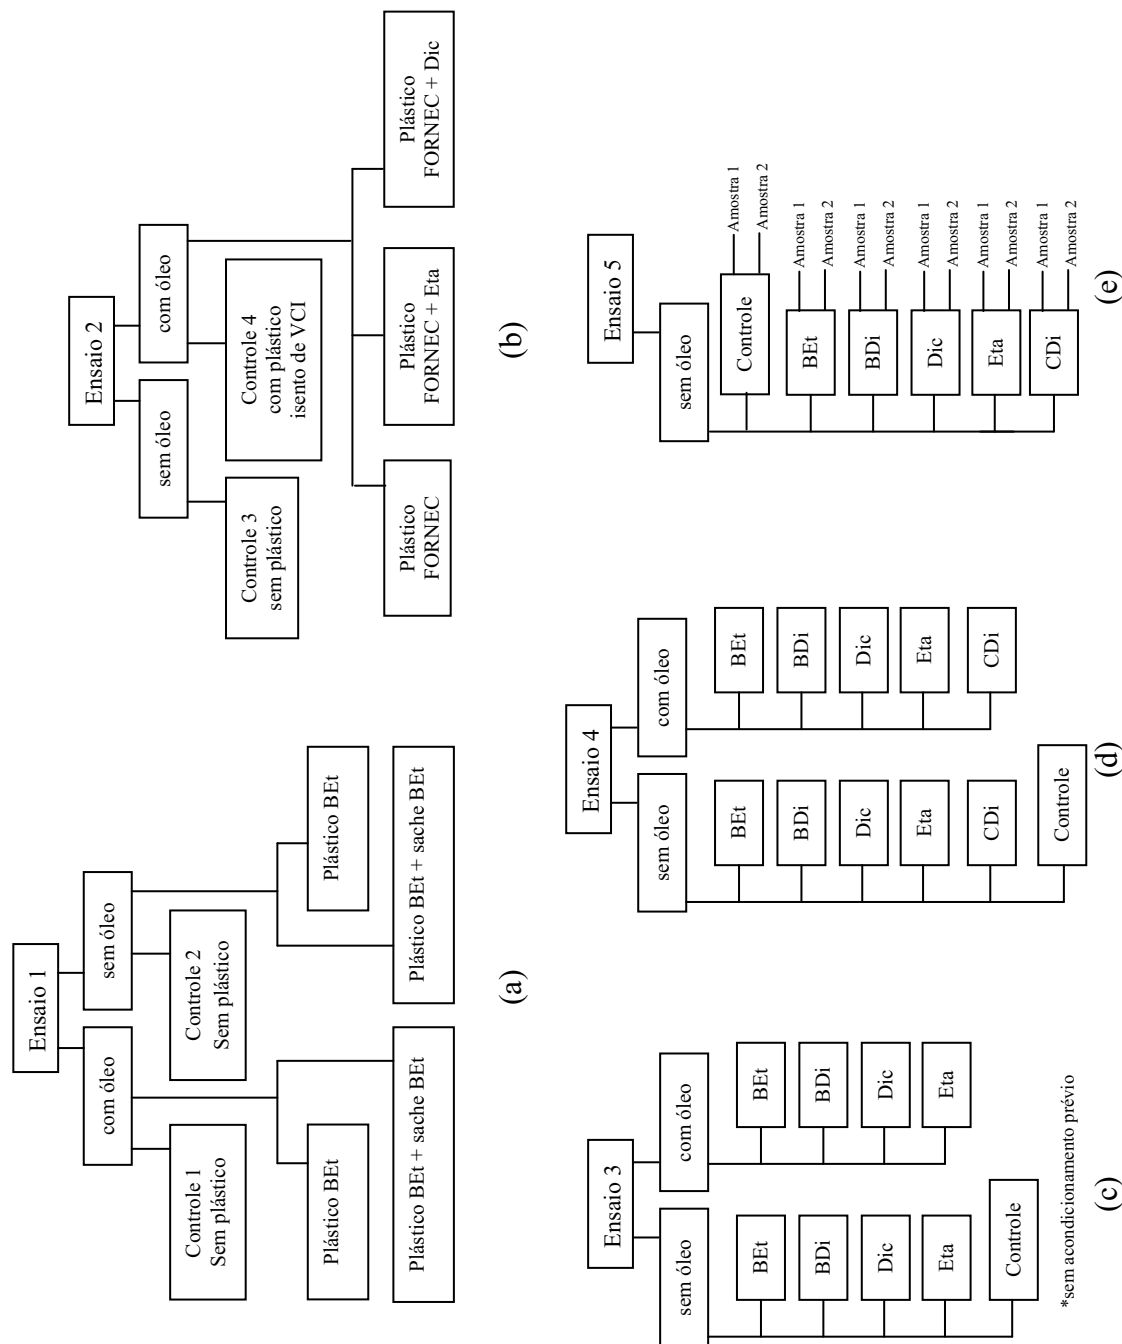 Ensaio 1
com óleo
sem óleo
Controle 1
Sem plástico
Controle 2
Sem plástico
Plástico BEt
Plástico BEt
Plástico BEt + sache BEt
Plástico BEt + sache BEt
(a)
Ensaio 2
sem óleo
com óleo
Controle 3
sem plástico
Controle 4
com plástico
isento de VCI
Plástico
FORNEC
Plástico
FORNEC + Eta
Plástico
FORNEC + Dic
(b)
Ensaio 3
sem óleo
com óleo
BEt
BEt
BDi
BDi
Dic
Dic
Eta
Eta
Controle
*sem acondicionamento prévio
(c)
Ensaio 4
sem óleo
com óleo
BEt
BEt
BDi
BDi
Dic
Dic
Eta
Eta
CDi
CDi
Controle
(d)
Ensaio 5
sem óleo
Controle
Amostra 1
Amostra 2
BEt
Amostra 1
Amostra 2
BDi
Amostra 1
Amostra 2
Dic
Amostra 1
Amostra 2
Eta
Amostra 1
Amostra 2
CDi
Amostra 1
Amostra 2
(e)